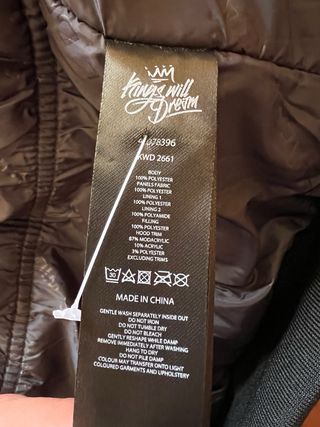 Kings will
Dream
KWD 2661
BODY
100% POLYESTER
PANELS FABRIC
100% POLYESTER
LINING 1
100% POLYESTER
LINING 2
100% POLYAMIDE
FILLING
100% POLYESTER
HOOD TRIM
87% MODACRYLIC
10% ACRYLIC
3% POLYESTER
EXCLUDING TRIMS
30
MADE IN CHINA
GENTLE WASH SEPARATELY INSIDE OUT
DO NOT IRON
DO NOT TUMBLE DRY
DO NOT BLEACH
GENTLY RESHAPE WHILE DAMP
REMOVE IMMEDIATELY AFTER WASHING
HANG TO DRY
DO NOT PILE DAMP
COLOUR MAY TRANSFER ONTO LIGHT
COLOURED GARMENTS AND UPHOLSTERY